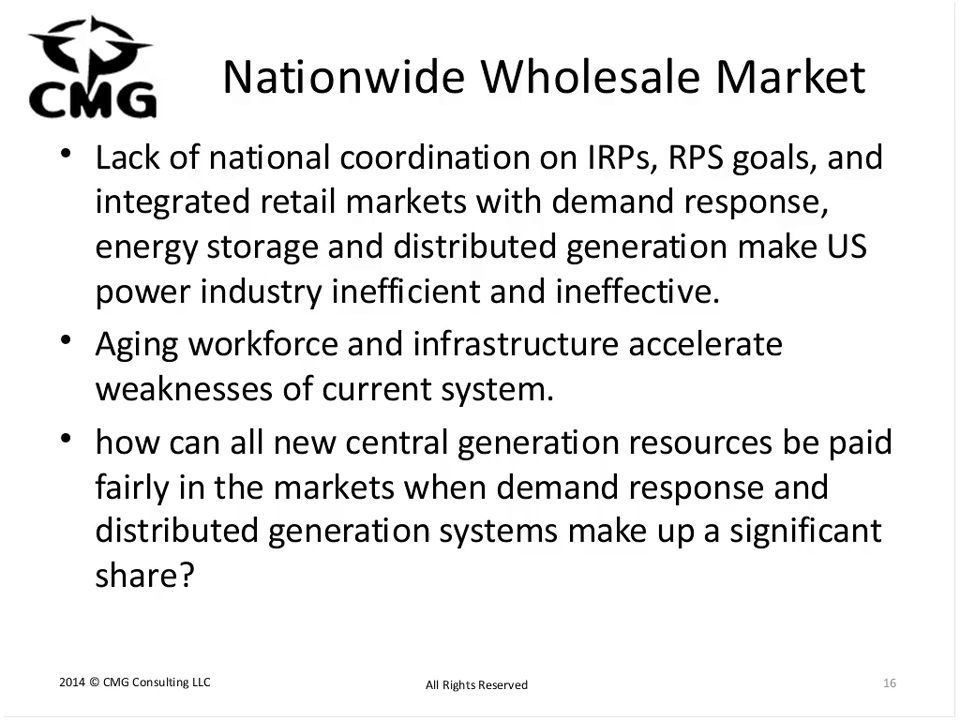 CMG
Nationwide Wholesale Market
• Lack of national coordination on IRPs, RPS goals, and
integrated retail markets with demand response,
energy storage and distributed generation make US
power industry inefficient and ineffective.
• Aging workforce and infrastructure accelerate
weaknesses of current system.
• how can all new central generation resources be paid
fairly in the markets when demand response and
distributed generation systems make up a significant
share?
2014 © CMG Consulting LLC
All Rights Reserved
16